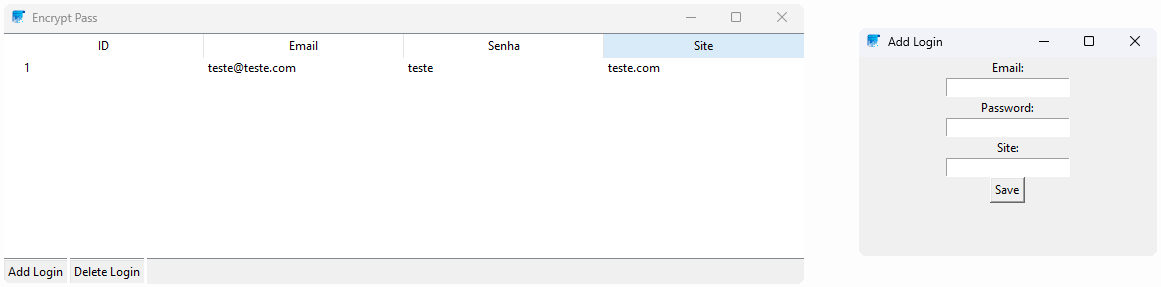 Encrypt Pass
ID Email Senha Site
1 teste@teste.com teste teste.com
Add Login Delete Login
Add Login
Email:
Password:
Site:
Save